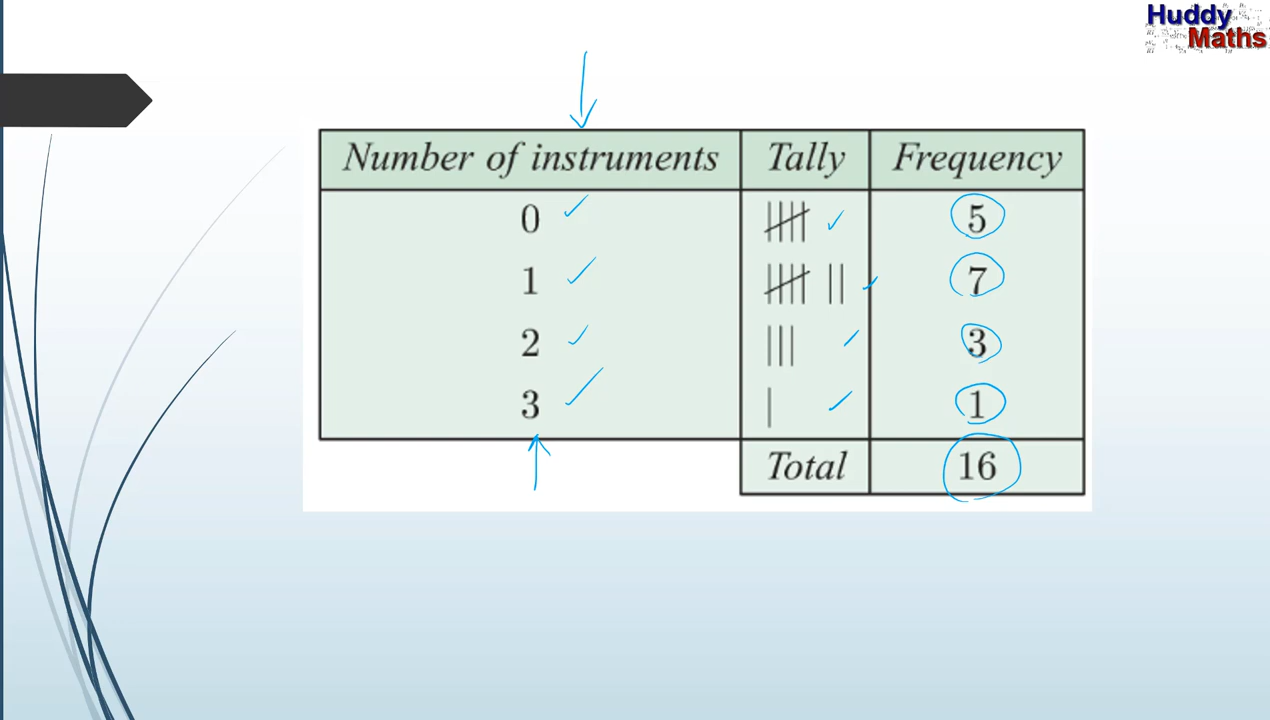 Huddy
Maths
Number of instruments Tally Frequency
0 5
1 7
2 3
3 1
Total 16